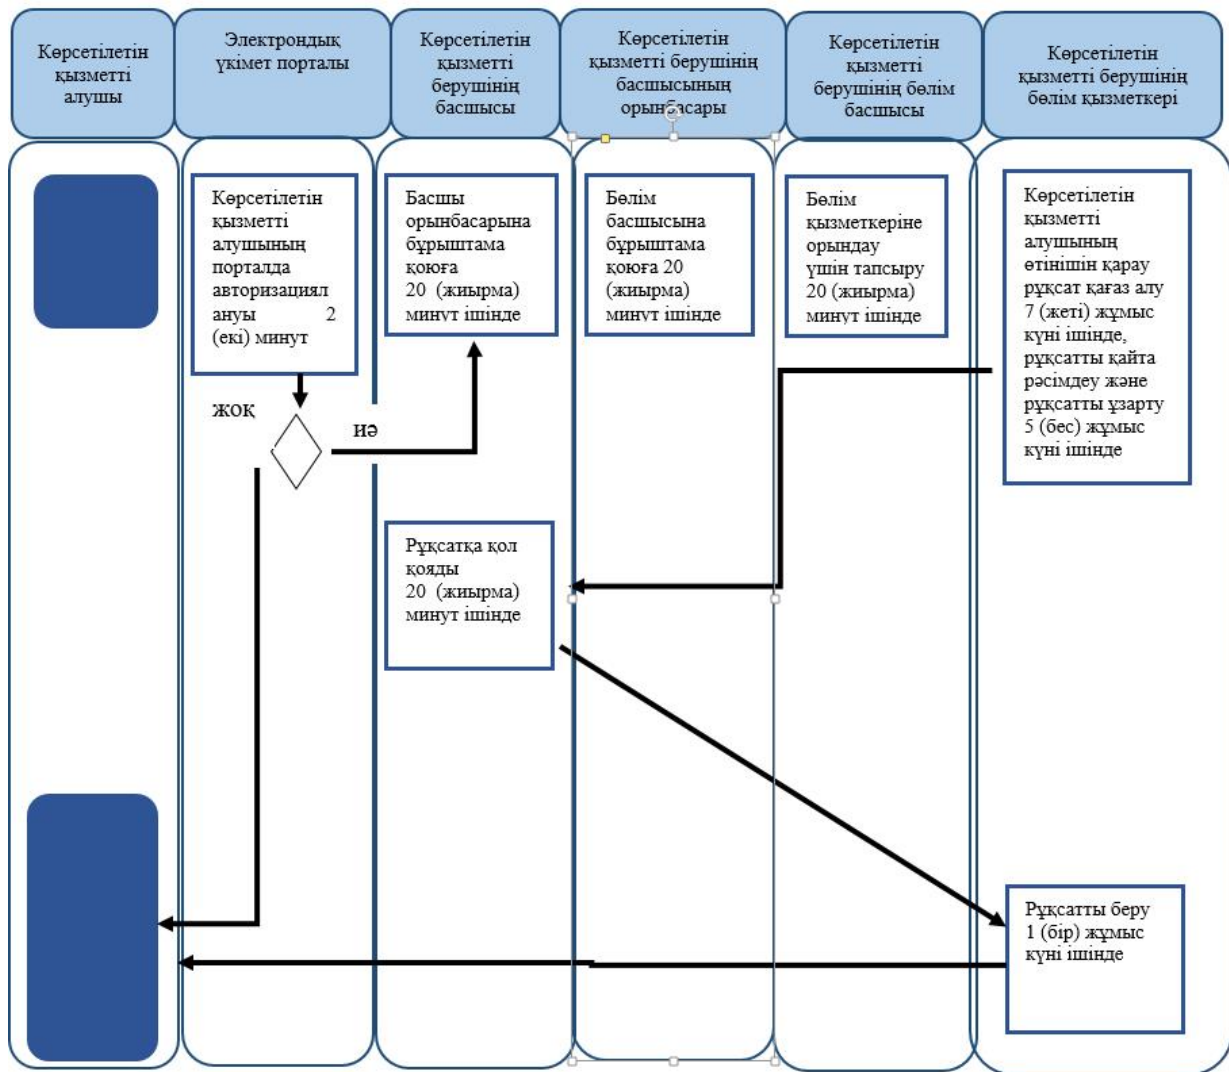 Көрсетілетін
қызметті
алушы
Электрондық
үкімет порталы
Көрсетілетін
қызметті
берушінің
басшысы
Көрсетілетін
қызметті берушінің
басшысының
орынбасары
Көрсетілетін
қызметті
берушінің бөлім
басшысы
Көрсетілетін
қызметті берушінің
бөлім қызметкері
Көрсетілетін
қызметті
алушының
порталда
авторизациял
ануы 2
(екі) минут
Басшы
орынбасарына
бұрыштама
қоюға
20 (жиырма)
минут ішінде
Бөлім
басшысына
бұрыштама
қоюға 20
(жиырма)
минут ішінде
Бөлім
қызметкеріне
орындау
үшін тапсыру
20 (жиырма)
минут ішінде
Көрсетілетін
қызметті
алушының
өтінішін қарау
рұқсат қағаз алу
7 (жеті) жұмыс
күні ішінде,
рұқсатты қайта
рәсімдеу және
рұқсатты ұзарту
5 (бес) жұмыс
күні ішінде
жоқ
иә
Рұқсатқа қол
қояды
20 (жиырма)
минут ішінде
Рұқсатты беру
1 (бір) жұмыс
күні ішінде